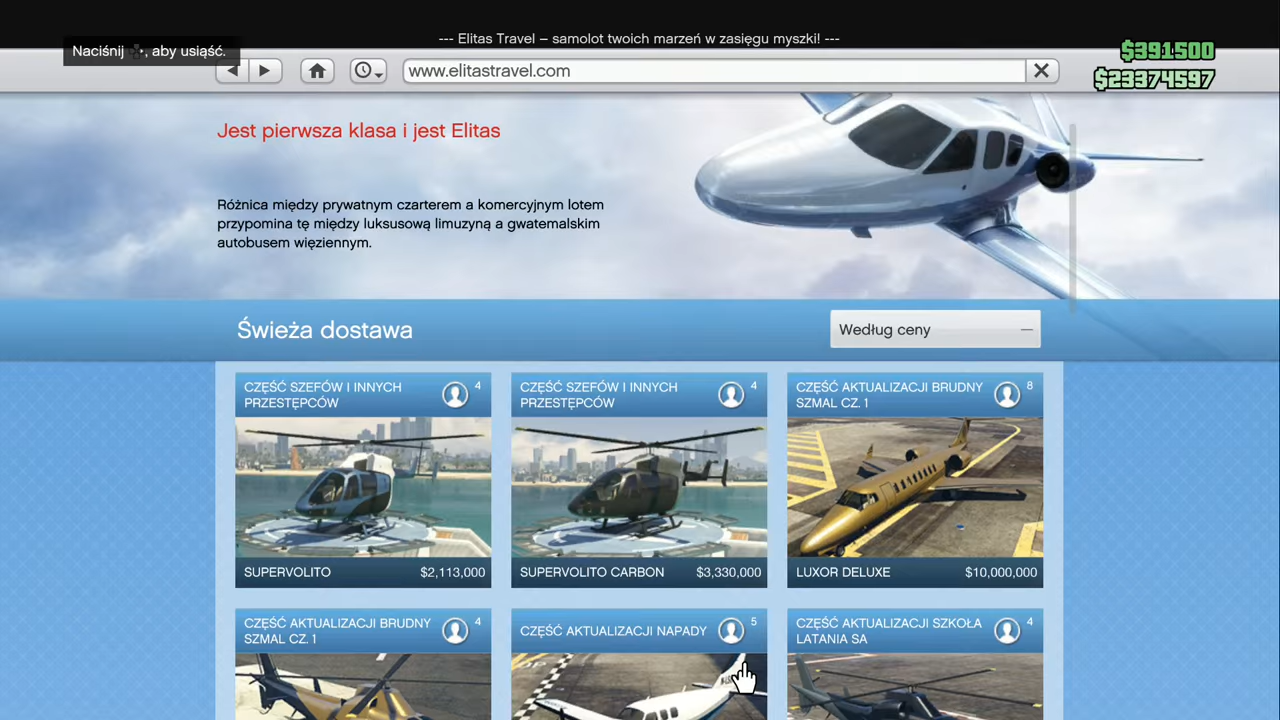 --- Elitas Travel – samolot twoich marzeń w zasięgu myszki! ---
Naciśnij , aby usiąść.
$391500
$23374597
www.elitastravel.com
Jest pierwsza klasa i jest Elitas
Różnica między prywatnym czarterem a komercyjnym lotem
przypomina tę między luksusową limuzyną a gwatemalskim
autobusem więziennym.
Świeża dostawa
Według ceny
CZĘŚĆ SZEFÓW I INNYCH
PRZESTĘPCÓW
4
CZĘŚĆ SZEFÓW I INNYCH
PRZESTĘPCÓW
4
CZĘŚĆ AKTUALIZACJI BRUDNY
SZMAL CZ. 1
8
SUPERVOLITO $2,113,000
SUPERVOLITO CARBON $3,330,000
LUXOR DELUXE $10,000,000
CZĘŚĆ AKTUALIZACJI BRUDNY
SZMAL CZ. 1
4
CZĘŚĆ AKTUALIZACJI NAPADY
5
CZĘŚĆ AKTUALIZACJI SZKOŁA
LATANIA SA
4